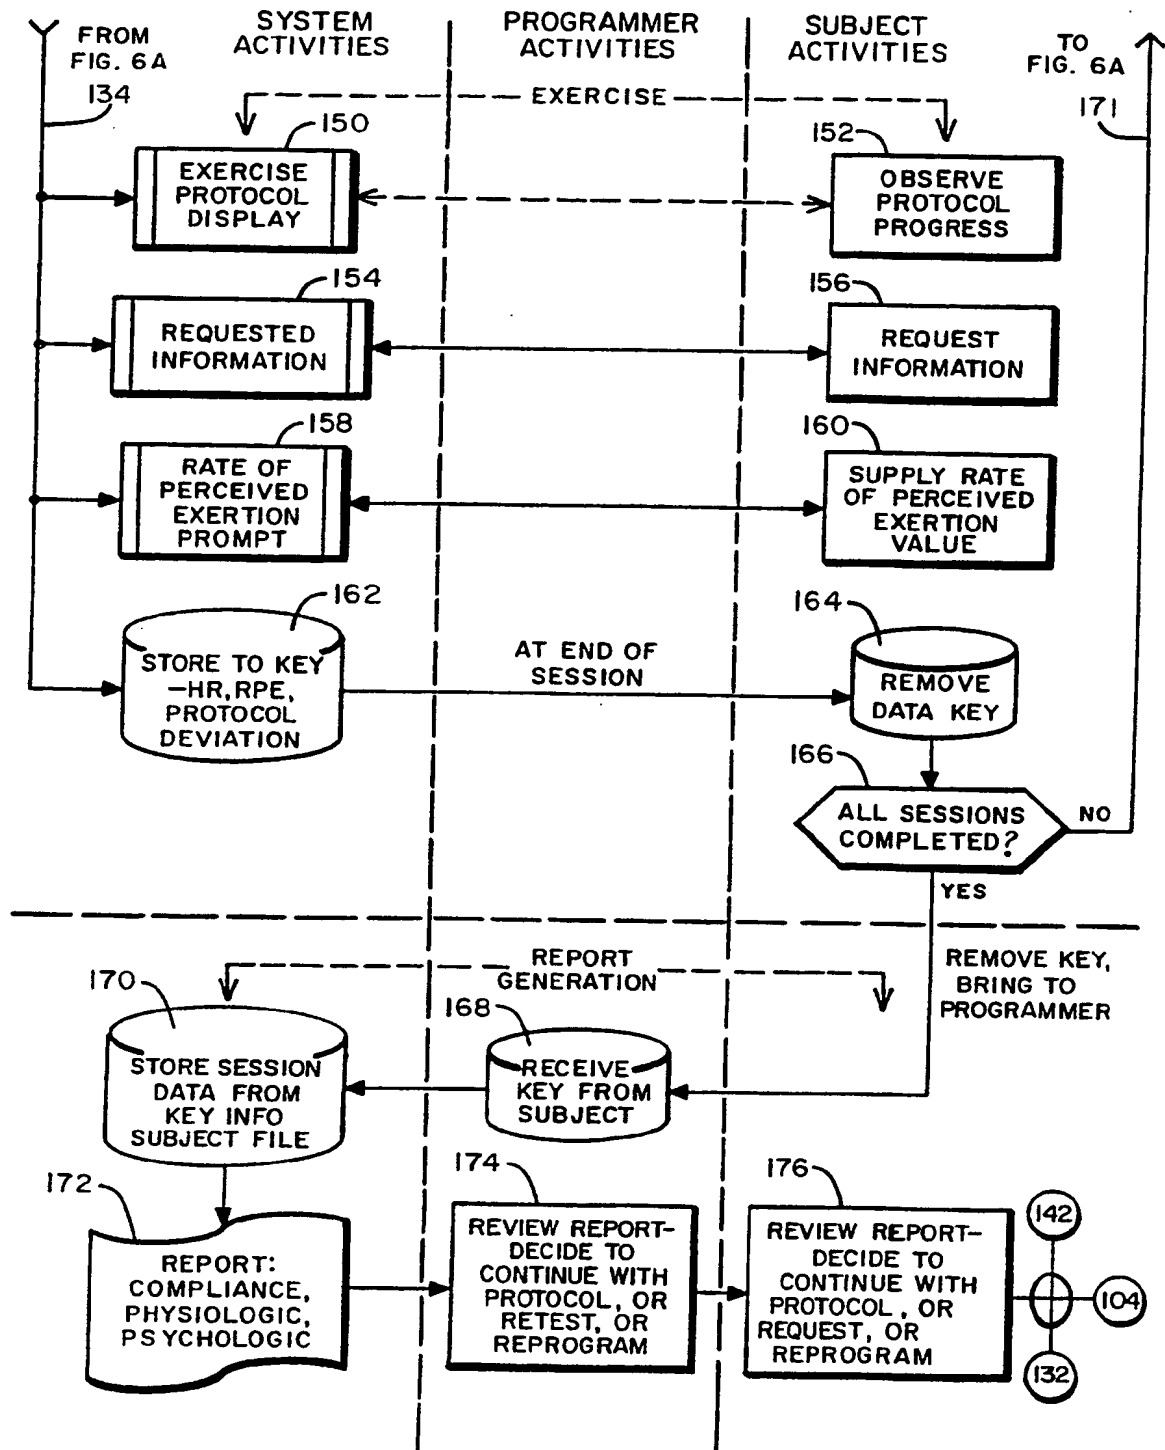 FROM
FIG. 6A
134
SYSTEM
ACTIVITIES
PROGRAMMER
ACTIVITIES
SUBJECT
ACTIVITIES
TO
FIG. 6A
171
EXERCISE
150
EXERCISE
PROTOCOL
DISPLAY
152
OBSERVE
PROTOCOL
PROGRESS
154
REQUESTED
INFORMATION
156
REQUEST
INFORMATION
158
RATE OF
PERCEIVED
EXERTION
PROMPT
160
SUPPLY RATE
OF PERCEIVED
EXERTION
VALUE
162
STORE TO KEY
-HR, RPE,
PROTOCOL
DEVIATION
AT END OF
SESSION
164
REMOVE
DATA KEY
166
ALL SESSIONS
COMPLETED?
NO
YES
REPORT
GENERATION
REMOVE KEY,
BRING TO
PROGRAMMER
170
STORE SESSION
DATA FROM
KEY INFO
SUBJECT FILE
168
RECEIVE
KEY FROM
SUBJECT
172
REPORT:
COMPLIANCE,
PHYSIOLOGIC,
PSYCHOLOGIC
174
REVIEW REPORT-
DECIDE TO
CONTINUE WITH
PROTOCOL, OR
RETEST, OR
REPROGRAM
176
REVIEW REPORT-
DECIDE TO
CONTINUE WITH
PROTOCOL, OR
REQUEST, OR
REPROGRAM
142
104
132